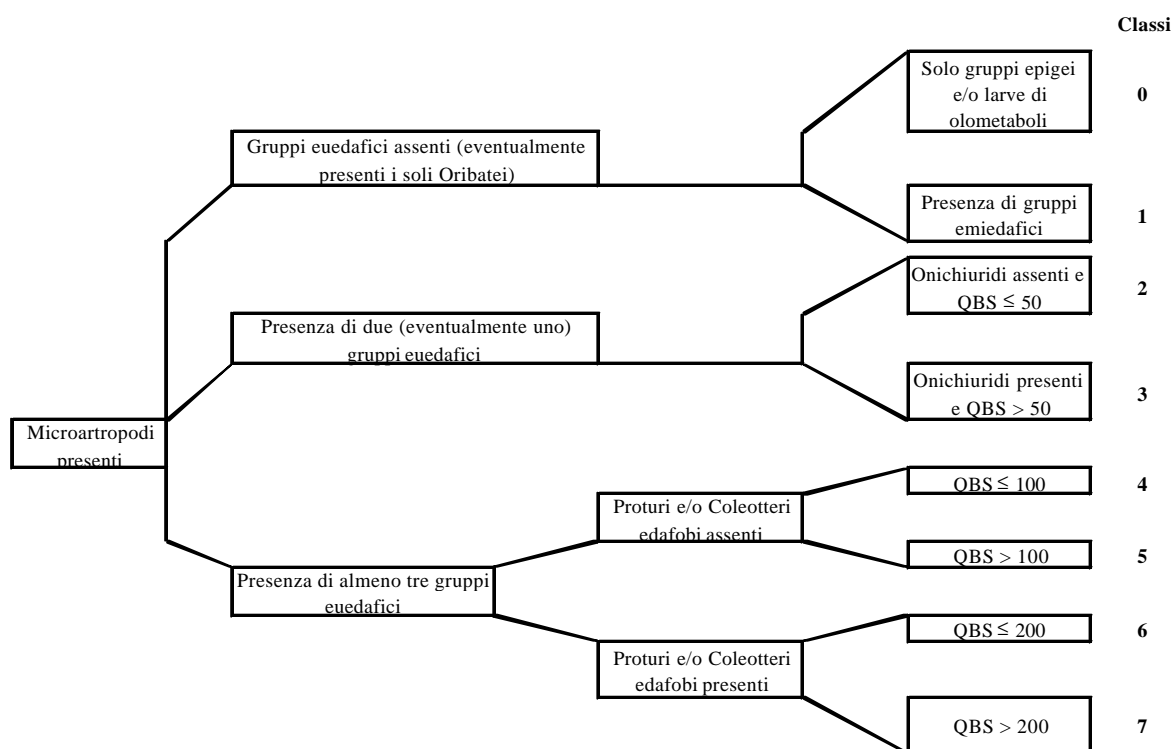 Classi
Solo gruppi epigei
e/o larve di
olometaboli
0
Gruppi euedafici assenti (eventualmente
presenti i soli Oribatei)
Presenza di gruppi
emiedafici
1
Onichiuridi assenti e
QBS ≤ 50
2
Presenza di due (eventualmente uno)
gruppi euedafici
Onichiuridi presenti
e QBS > 50
3
Microartropodi
presenti
QBS ≤ 100
4
Proturi e/o Coleotteri
edafobi assenti
QBS > 100
5
Presenza di almeno tre gruppi
euedafici
QBS ≤ 200
6
Proturi e/o Coleotteri
edafobi presenti
QBS > 200
7